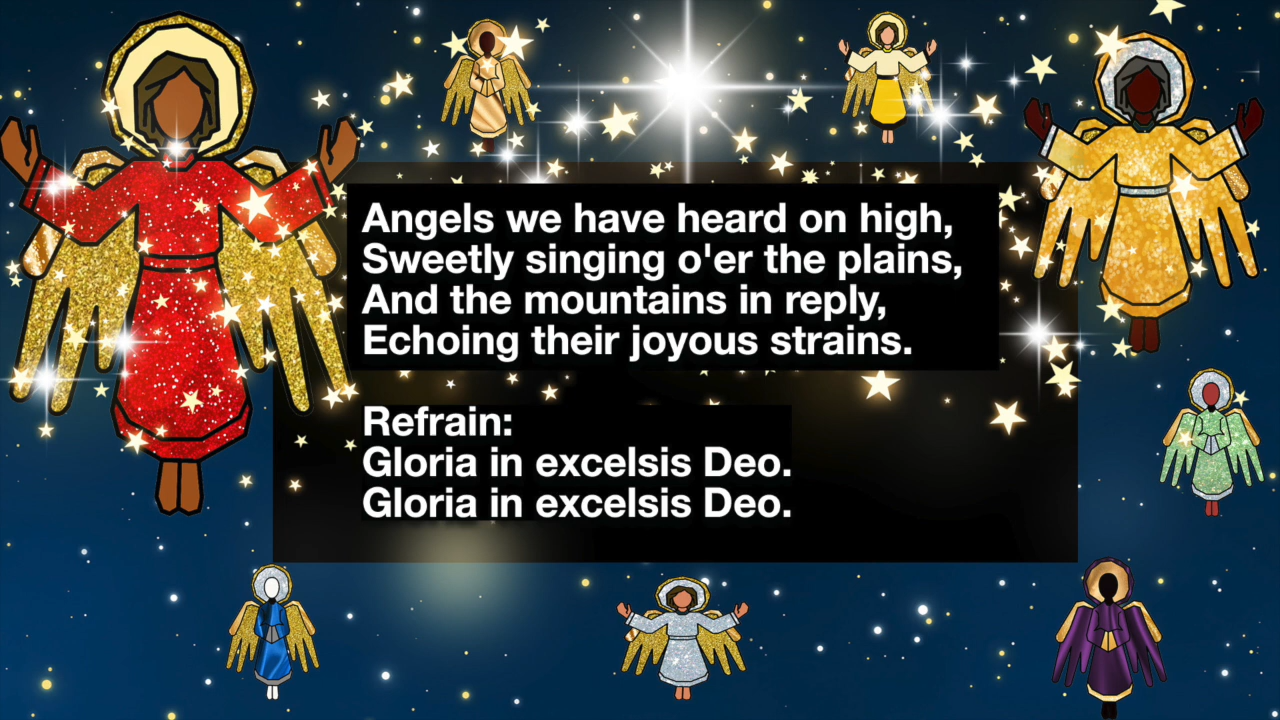 Angels we have heard on high,
Sweetly singing o'er the plains,
And the mountains in reply,
Echoing their joyous strains.
Refrain:
Gloria in excelsis Deo.
Gloria in excelsis Deo.